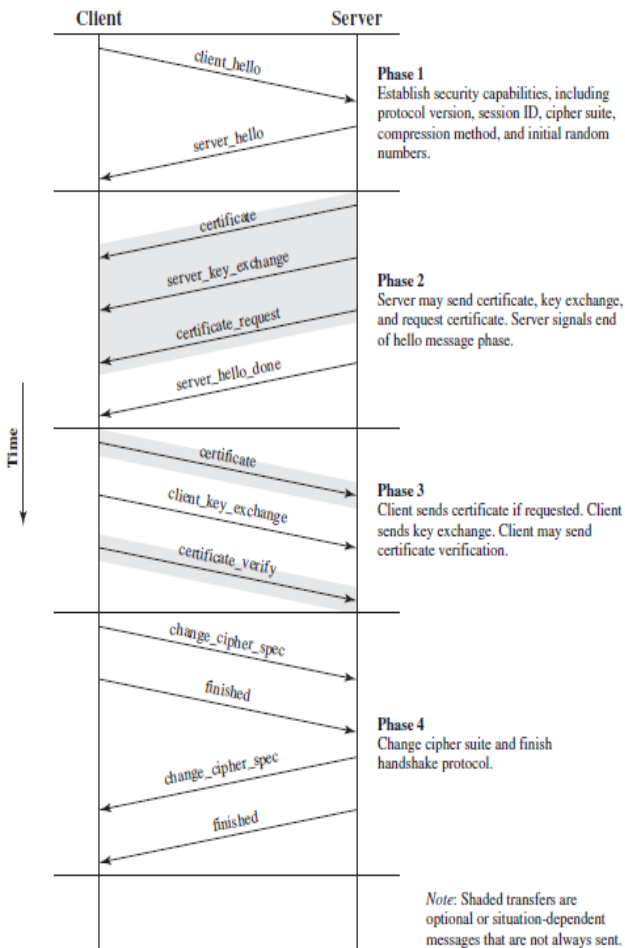 Client
Server
client_hello
server_hello
Phase 1
Establish security capabilities, including
protocol version, session ID, cipher suite,
compression method, and initial random
numbers.
certificate
server_key_exchange
certificate_request
server_hello_done
Phase 2
Server may send certificate, key exchange,
and request certificate. Server signals end
of hello message phase.
Time
certificate
client_key_exchange
certificate_verify
Phase 3
Client sends certificate if requested. Client
sends key exchange. Client may send
certificate verification.
change_cipher_spec
finished
change_cipher_spec
finished
Phase 4
Change cipher suite and finish
handshake protocol.
Note: Shaded transfers are
optional or situation-dependent
messages that are not always sent.